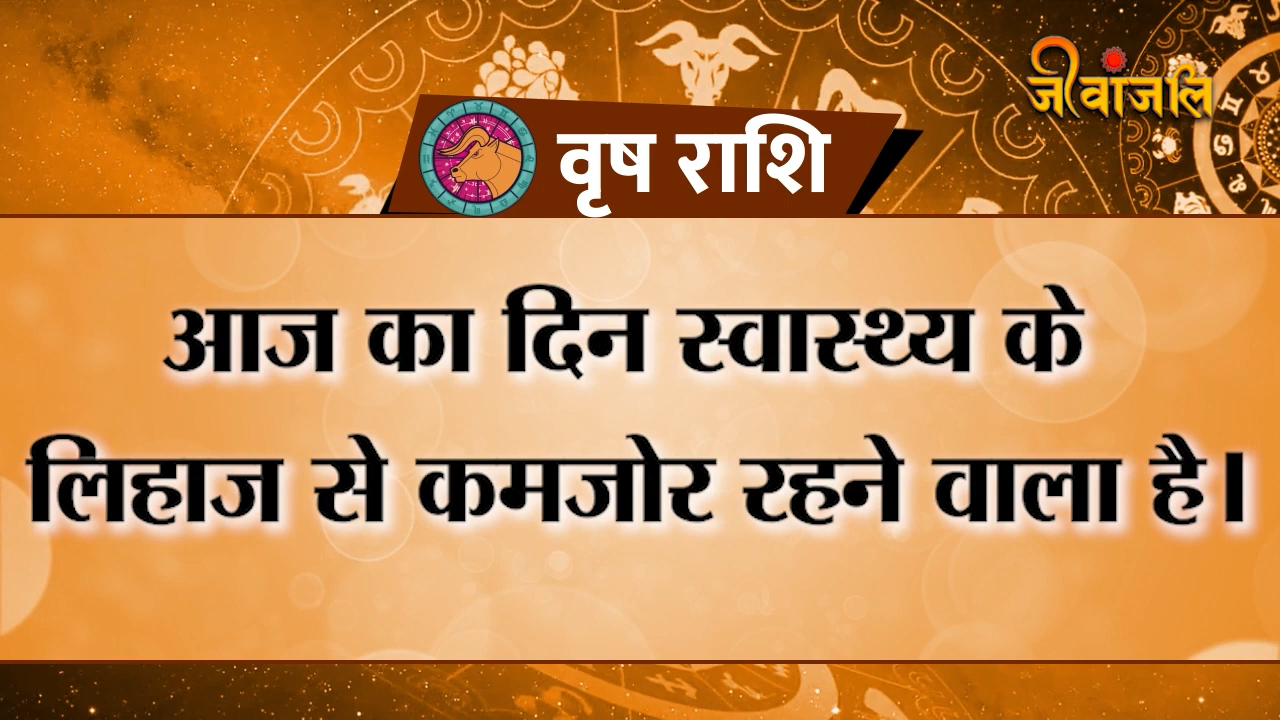 जीवांजलि
वृष राशि
आज का दिन स्वास्थ्य के
लिहाज से कमजोर रहने वाला है।